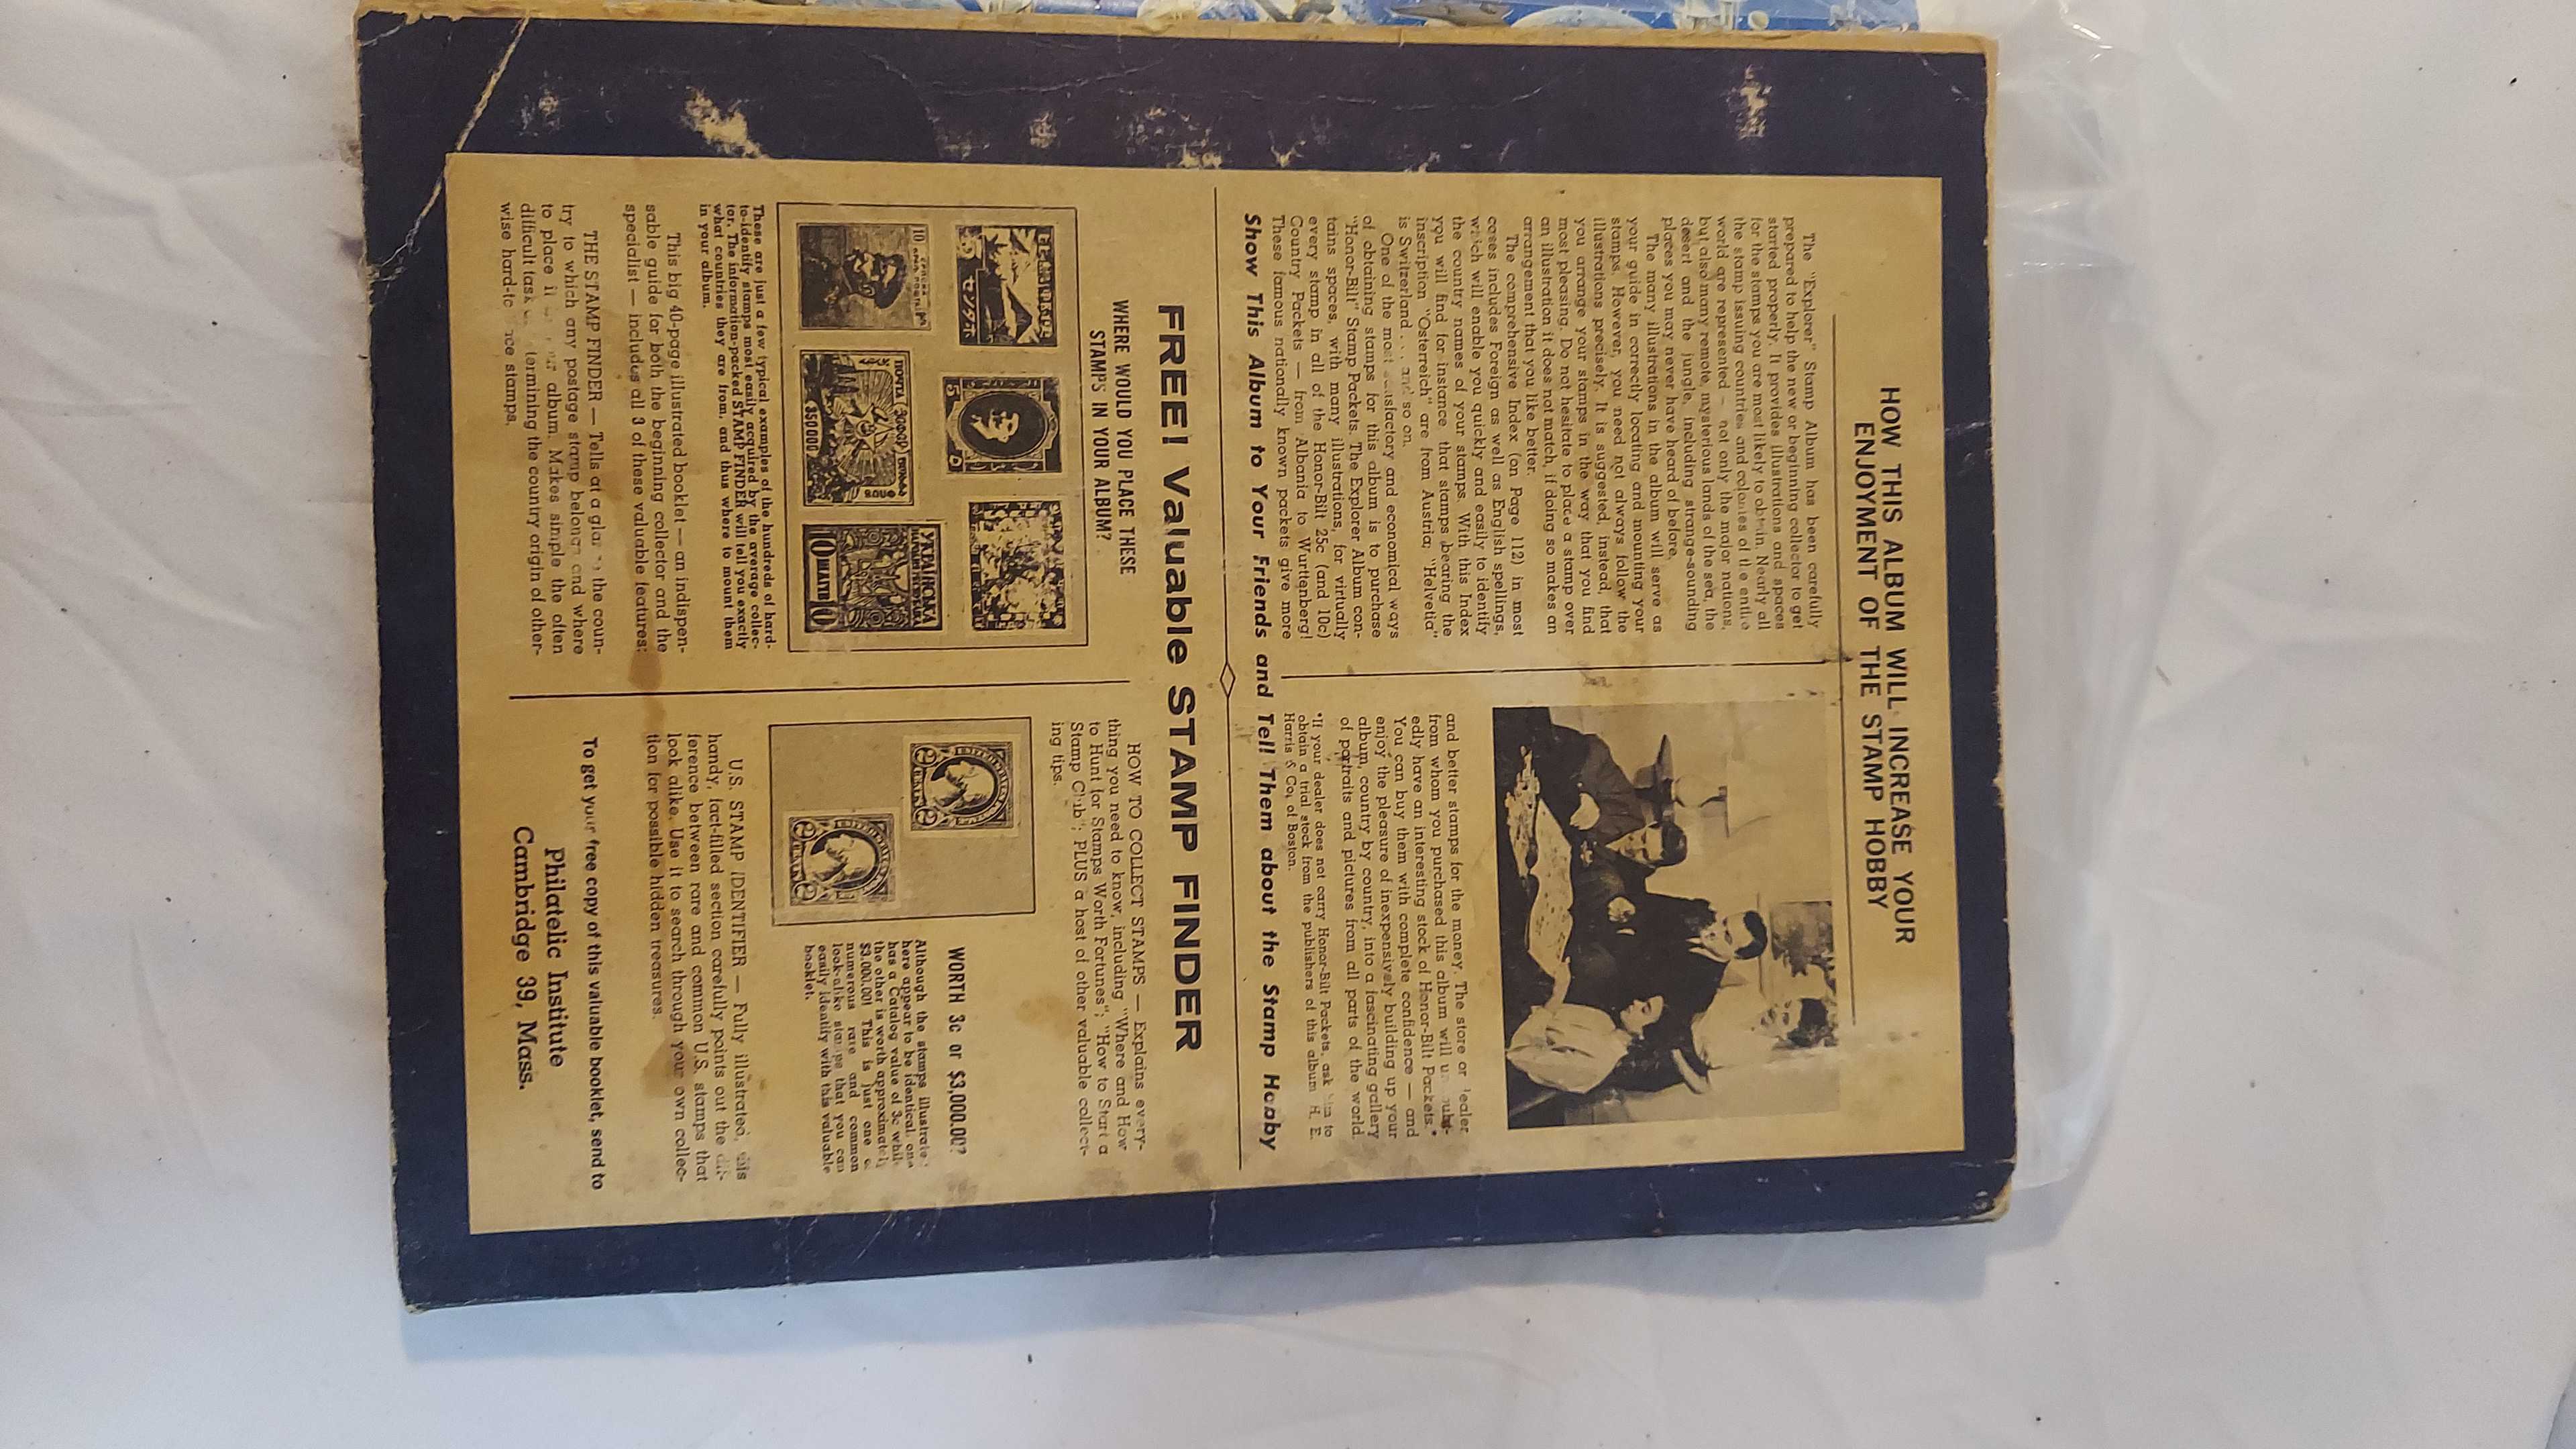 HOW THIS ALBUM WILL INCREASE YOUR
ENJOYMENT OF THE STAMP HOBBY
The "Explorer" Stamp Album has been carefully
prepared to help the new or beginning collector to get
started properly. It provides illustrations and spaces
for the stamps you are most likely to obtain. Nearly all
the stamp issuing countries and colonies of the entire
world are represented — not only the major nations,
but also many remote, mysterious lands of the sea, the
desert and the jungle, including strange-sounding
places you may never have heard of before.
The many illustrations in the album will serve as
your guide in correctly locating and mounting your
stamps. However, you need not always follow the
illustrations precisely. It is suggested, instead, that
you arrange your stamps in the way that you find
most pleasing. Do not hesitate to place a stamp over
an illustration it does not match, if doing so makes an
arrangement that you like better.
The comprehensive Index (on Page 112) in most
cases includes Foreign as well as English spellings,
which will enable you quickly and easily to identify
the country names of your stamps. With this Index
you will find for instance, that stamps bearing the
inscription "Osterreich" are from Austria; "Helvetia"
is Switzerland . . . and so on.
One of the most satisfactory and economical ways
of obtaining stamps for this album is to purchase
"Honor-Bilt" Stamp Packets. The Explorer Album con-
tains spaces, with many illustrations, for virtually
every stamp in all of the Honor-Bilt 25c (and 10c)
Country Packets — from Albania to Wurttenberg!
These famous nationally known packets give more
and better stamps for the money. The store or dealer
from whom you purchased this album will undoubt-
edly have an interesting stock of Honor-Bilt Packets.*
You can buy them with complete confidence — and
enjoy the pleasure of inexpensively building up your
album, country by country, into a fascinating gallery
of portraits and pictures from all parts of the world.
*If your dealer does not carry Honor-Bilt Packets, ask him to
obtain a trial stock from the publishers of this album H. E.
Harris & Co., of Boston.
Show This Album to Your Friends and Tell Them about the Stamp Hobby
FREE! Valuable STAMP FINDER
WHERE WOULD YOU PLACE THESE
STAMPS IN YOUR ALBUM?
センタボ
5 5
10
ПОЧТА
350000
УКРАЇНСЬКА
10 ШАГІВ 10
These are just a few typical examples of the hundreds of hard-
to-identify stamps most easily acquired by the average collec-
tor. The information-packed STAMP FINDER will tell you exactly
what countries they are from, and thus where to mount them
in your album.
This big 40-page illustrated booklet — an indispen-
sable guide for both the beginning collector and the
specialist — includes all 3 of these valuable features:
THE STAMP FINDER — Tells at a glance the coun-
try to which any postage stamp belongs and where
to place it in your album. Makes simple the often
difficult task of determining the country origin of other-
wise hard-to-place stamps.
HOW TO COLLECT STAMPS — Explains every-
thing you need to know, including "Where and How
to Hunt for Stamps Worth Fortunes"; "How to Start a
Stamp Club"; PLUS a host of other valuable collect-
ing tips.
2 CENTS 2
2 CENTS 2
WORTH 3c or $3,000.00?
Although the stamps illustrated
here appear to be identical, one
has a Catalog value of 3c while
the other is worth approximately
$3,000.00! This is just one of
numerous rare and common
look-alike stamps that you can
easily identify with this valuable
booklet.
U.S. STAMP IDENTIFIER — Fully illustrated, this
handy, fact-filled section carefully points out the dif-
ference between rare and common U.S. stamps that
look alike. Use it to search through your own collec-
tion for possible hidden treasures.
To get your free copy of this valuable booklet, send to
Philatelic Institute
Cambridge 39, Mass.